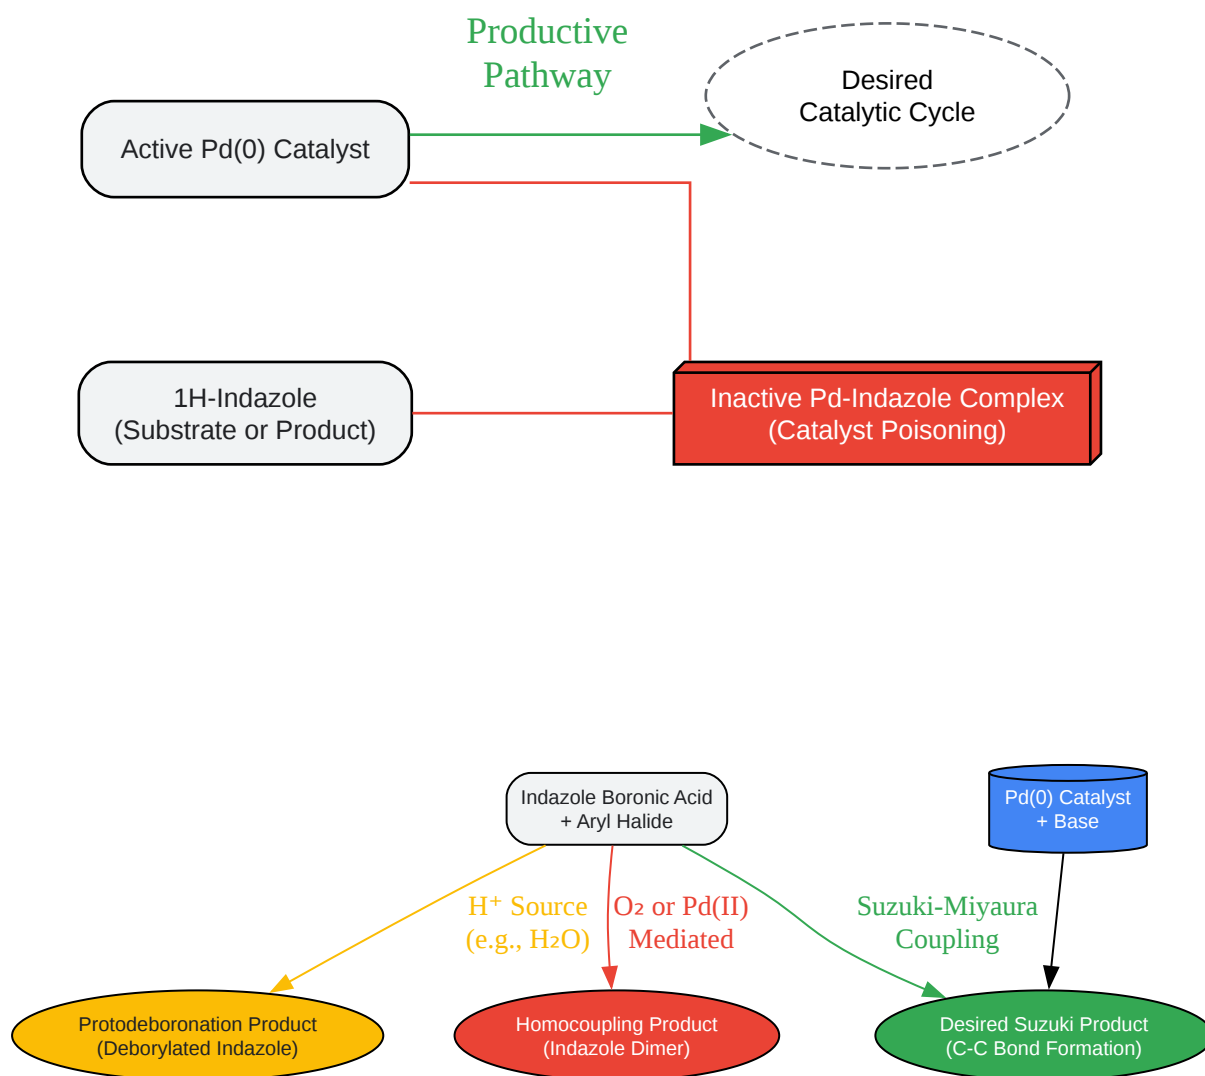 Productive
Pathway
Desired
Catalytic Cycle
Active Pd(0) Catalyst
1H-Indazole
(Substrate or Product)
Inactive Pd-Indazole Complex
(Catalyst Poisoning)
Indazole Boronic Acid
+ Aryl Halide
Pd(0) Catalyst
+ Base
H⁺ Source
(e.g., H₂O)
O₂ or Pd(II)
Mediated
Suzuki-Miyaura
Coupling
Protodeboronation Product
(Deborylated Indazole)
Homocoupling Product
(Indazole Dimer)
Desired Suzuki Product
(C-C Bond Formation)